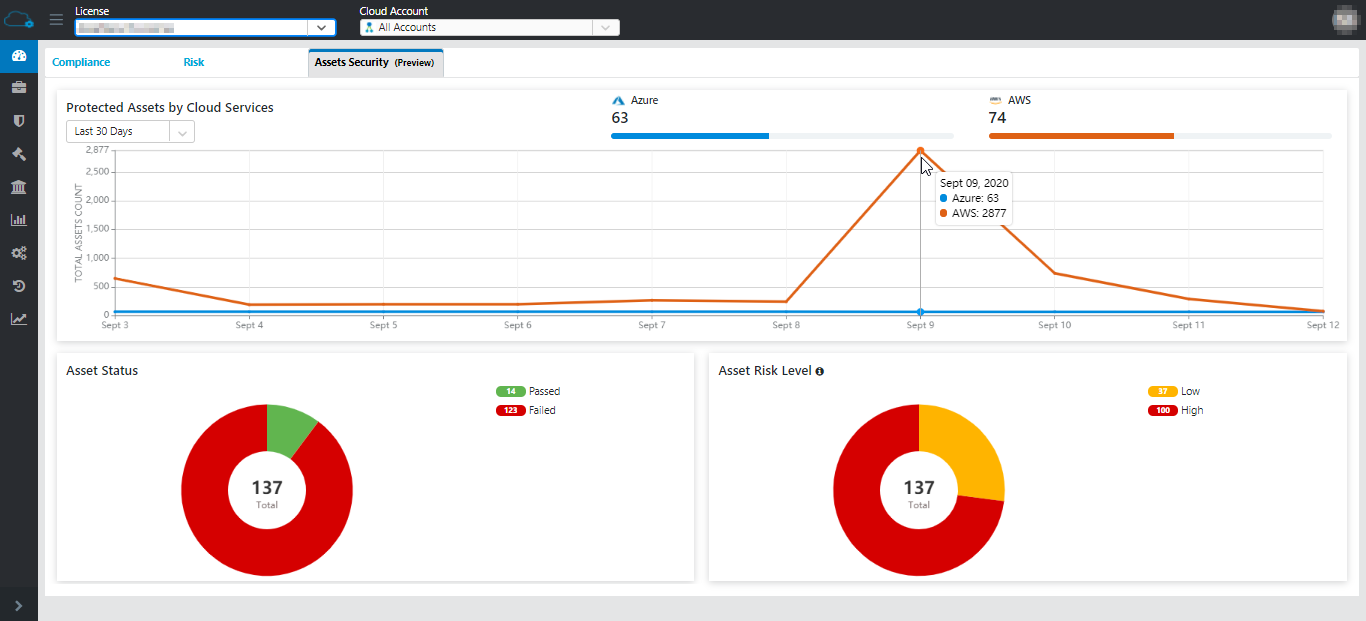 License
Cloud Account
All Accounts
Compliance
Risk
Assets Security (Preview)
Protected Assets by Cloud Services
Last 30 Days
Azure
63
AWS
74
TOTAL ASSETS COUNT
2,877
2,500
2,000
1,500
1,000
500
0
Sept 3
Sept 4
Sept 5
Sept 6
Sept 7
Sept 8
Sept 9
Sept 10
Sept 11
Sept 12
Sept 09, 2020
Azure: 63
AWS: 2877
Asset Status
14 Passed
123 Failed
137
Total
Asset Risk Level
37 Low
100 High
137
Total